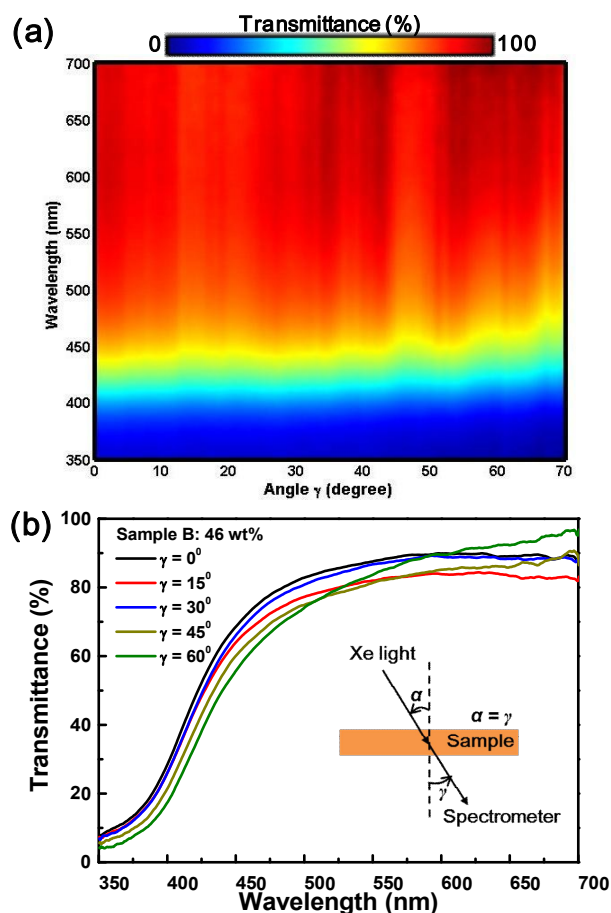 (a)
Transmittance (%)
0 100
700
650
600
550
500
450
400
350
Wavelength (nm)
0 10 20 30 40 50 60 70
Angle γ (degree)
(b)
100
80
60
40
20
0
Transmittance (%)
Sample B: 46 wt%
γ = 0⁰
γ = 15⁰
γ = 30⁰
γ = 45⁰
γ = 60⁰
Xe light
α
α = γ
Sample
γ
Spectrometer
350 400 450 500 550 600 650 700
Wavelength (nm)